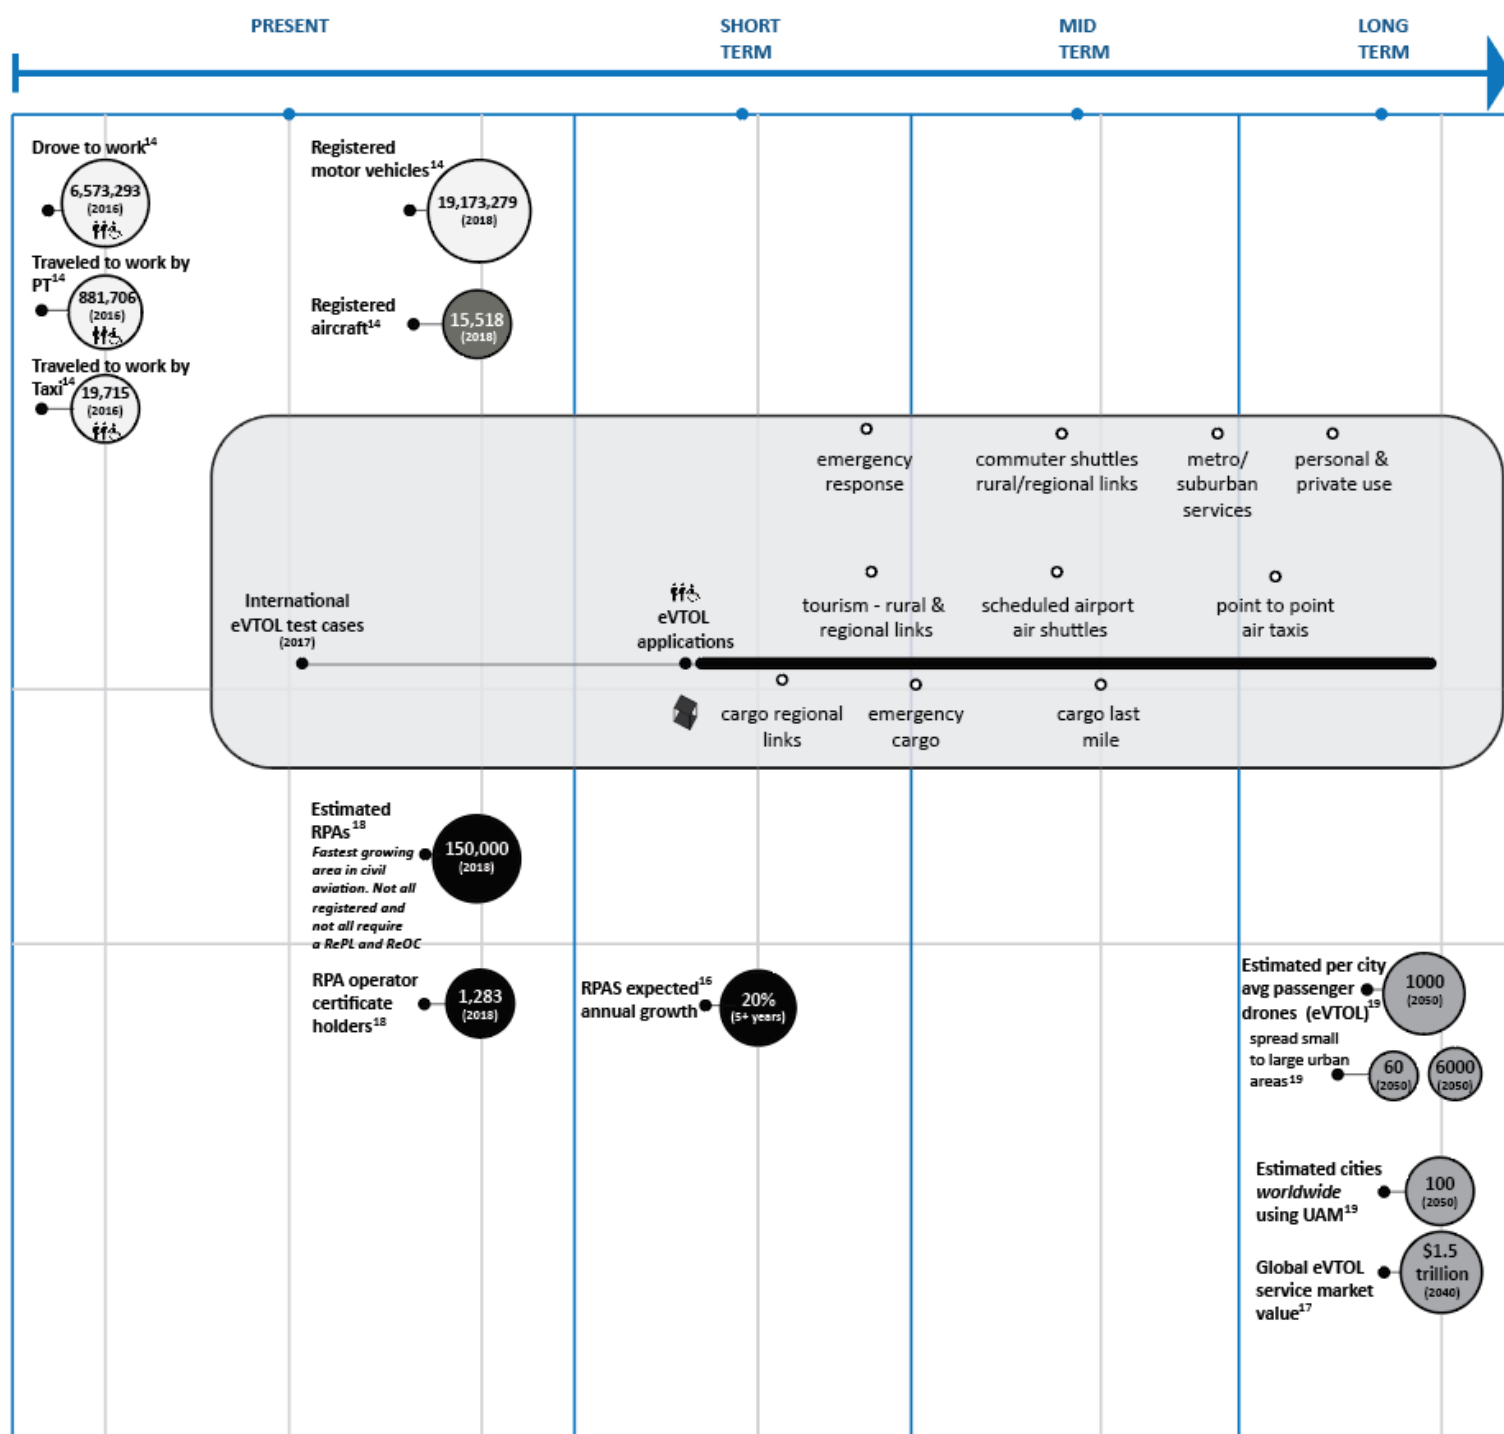 PRESENT
SHORT
TERM
MID
TERM
LONG
TERM
Drove to work14
6,573,293
(2016)
Traveled to work by
PT14
881,706
(2016)
Traveled to work by
Taxi14
19,715
(2016)
Registered
motor vehicles14
19,173,279
(2018)
Registered
aircraft14
15,518
(2018)
emergency
response
commuter shuttles
rural/regional links
metro/
suburban
services
personal &
private use
International
eVTOL test cases
(2017)
eVTOL
applications
tourism - rural &
regional links
scheduled airport
air shuttles
point to point
air taxis
cargo regional
links
emergency
cargo
cargo last
mile
Estimated
RPAs18
Fastest growing
area in civil
aviation. Not all
registered and
not all require
a RePL and ReOC
150,000
(2018)
RPA operator
certificate
holders18
1,283
(2018)
RPAS expected16
annual growth
20%
(5+ years)
Estimated per city
avg passenger
drones (eVTOL)19
1000
(2050)
spread small
to large urban
areas19
60
(2050)
6000
(2050)
Estimated cities
worldwide
using UAM19
100
(2050)
Global eVTOL
service market
value17
$1.5
trillion
(2040)